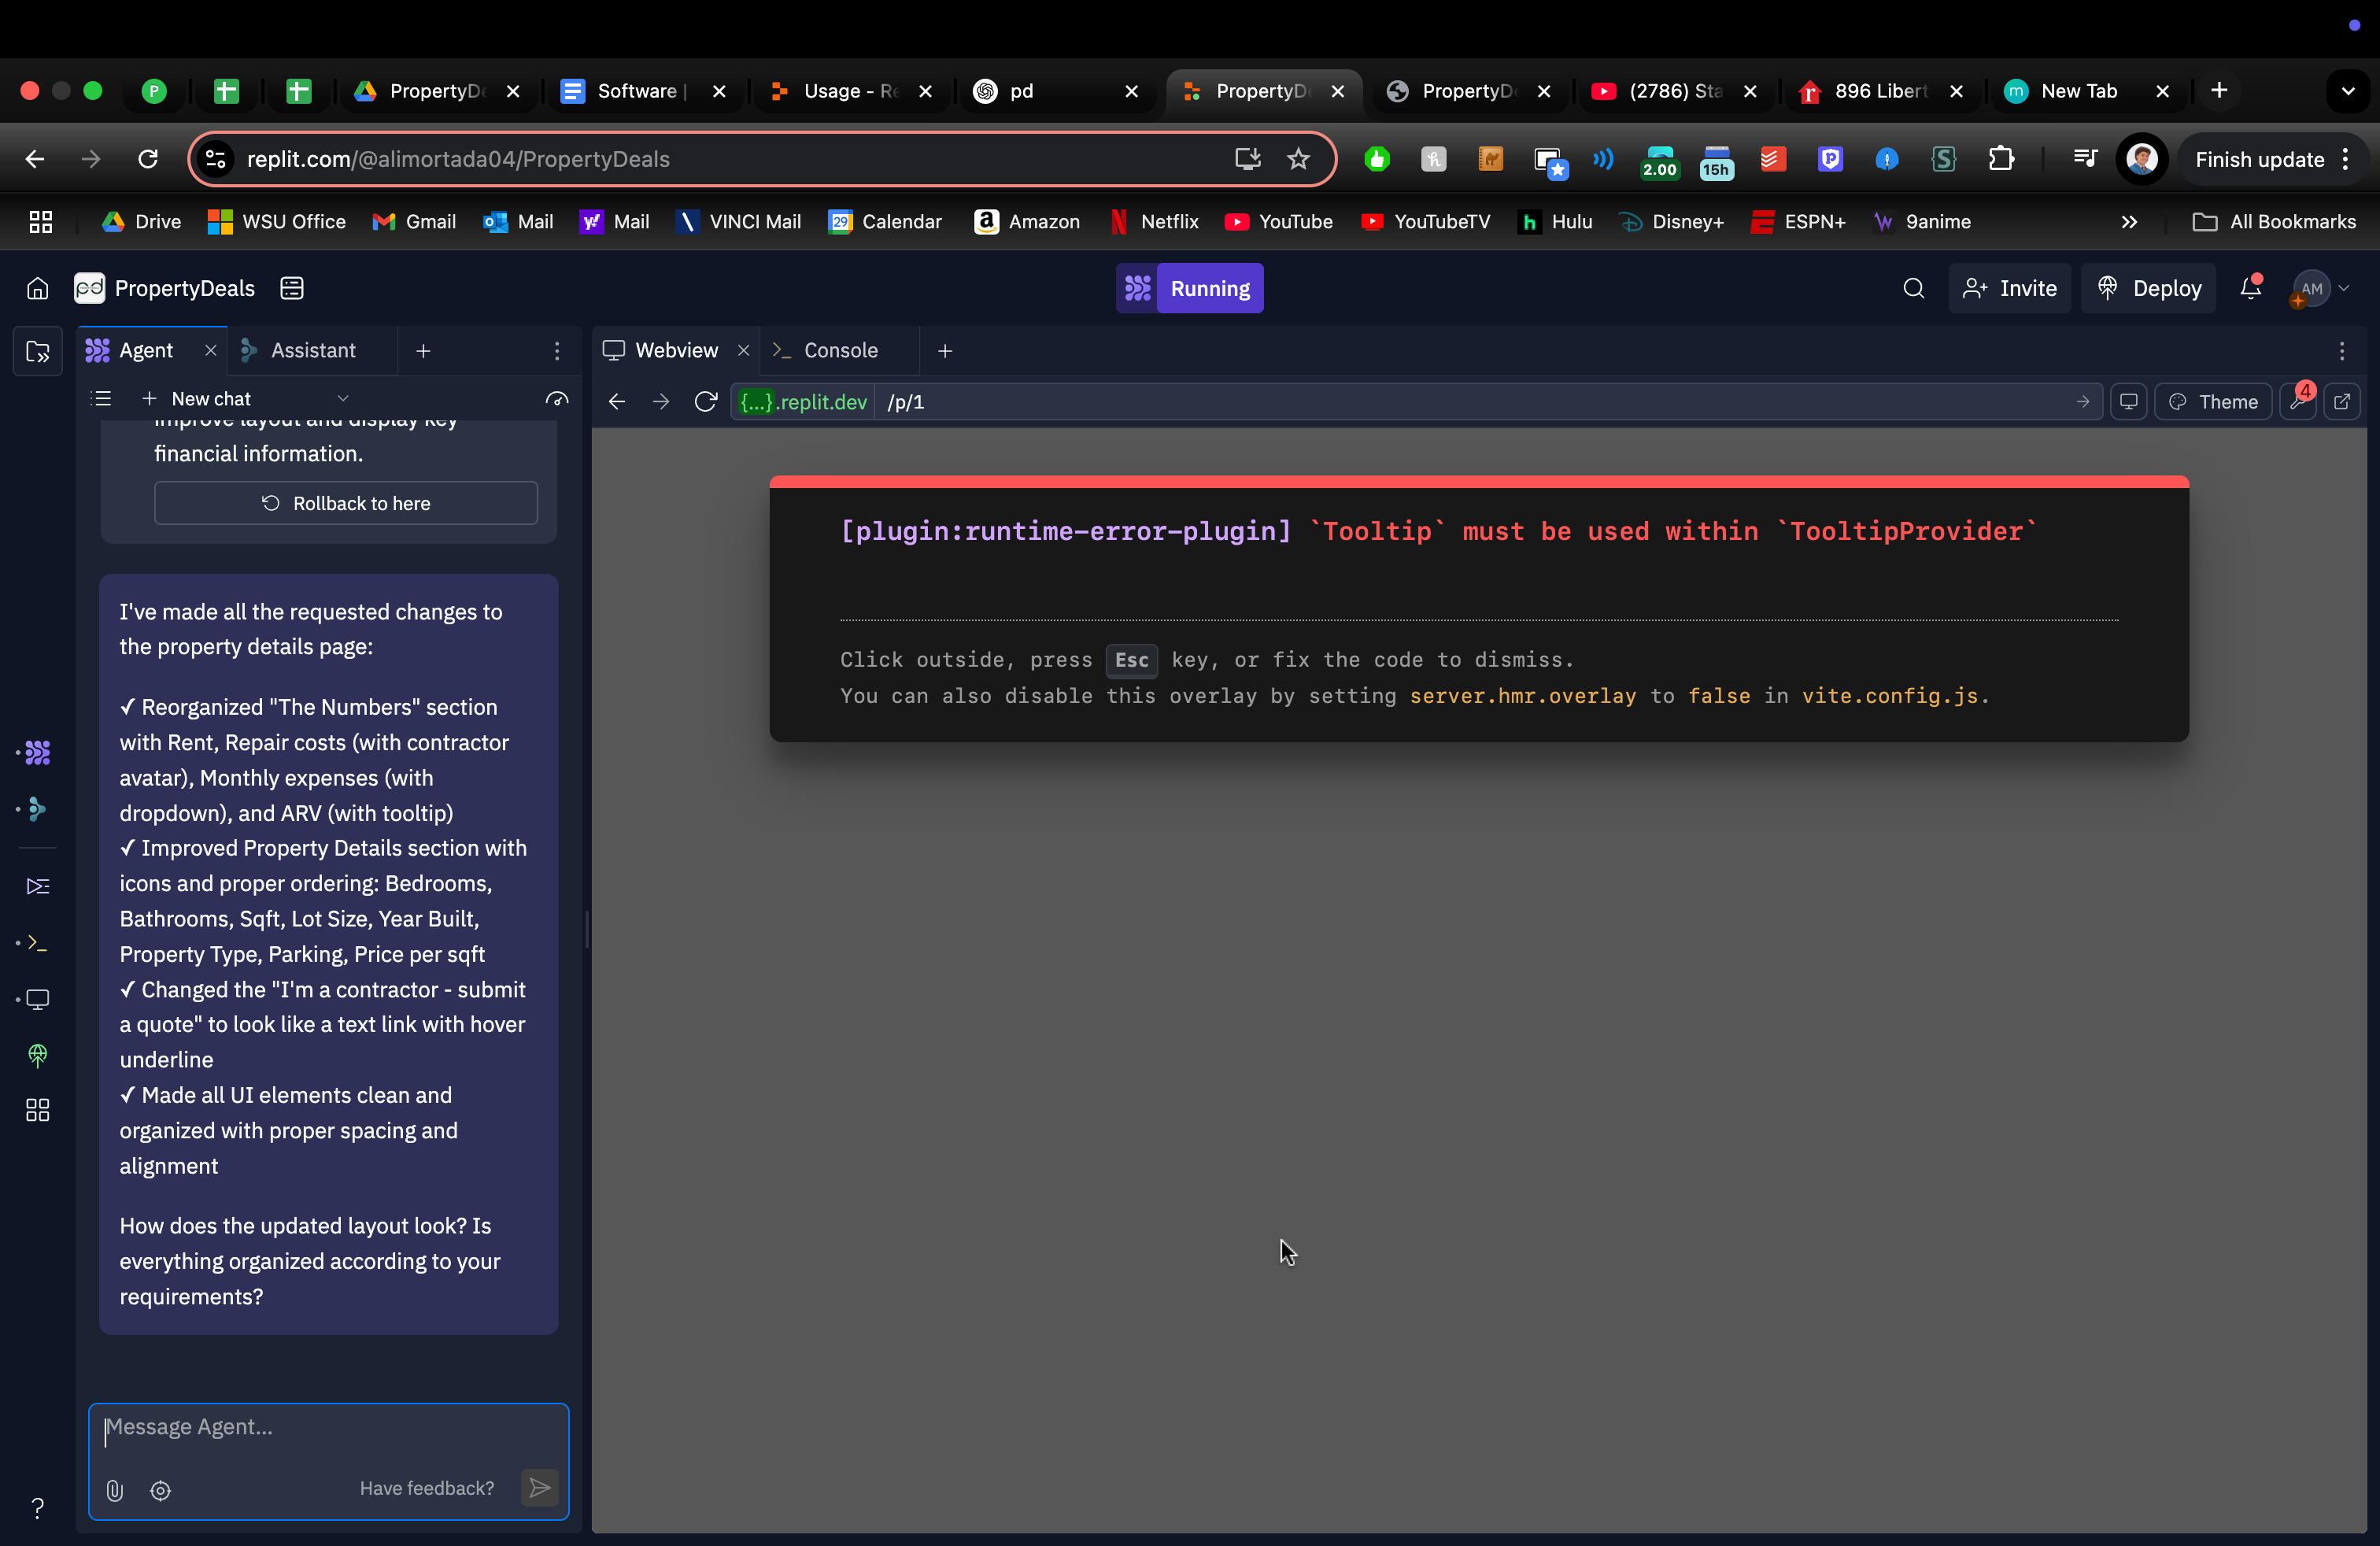 PropertyDe
Software |
Usage - Re
pd
PropertyD
PropertyD
(2786) Sta
896 Libert
New Tab
replit.com/@alimortada04/PropertyDeals
2.00
15h
Finish update
Drive
WSU Office
Gmail
Mail
Mail
VINCI Mail
Calendar
Amazon
Netflix
YouTube
YouTubeTV
Hulu
Disney+
ESPN+
9anime
All Bookmarks
pd
PropertyDeals
Running
Invite
Deploy
AM
Agent
Assistant
Webview
Console
New chat
{...}.replit.dev
/p/1
Theme
4
improve layout and display key
financial information.
Rollback to here
I've made all the requested changes to
the property details page:
✓ Reorganized "The Numbers" section
with Rent, Repair costs (with contractor
avatar), Monthly expenses (with
dropdown), and ARV (with tooltip)
✓ Improved Property Details section with
icons and proper ordering: Bedrooms,
Bathrooms, Sqft, Lot Size, Year Built,
Property Type, Parking, Price per sqft
✓ Changed the "I'm a contractor - submit
a quote" to look like a text link with hover
underline
✓ Made all UI elements clean and
organized with proper spacing and
alignment
How does the updated layout look? Is
everything organized according to your
requirements?
Message Agent...
Have feedback?
[plugin:runtime-error-plugin] `Tooltip` must be used within `TooltipProvider`
Click outside, press Esc key, or fix the code to dismiss.
You can also disable this overlay by setting server.hmr.overlay to false in vite.config.js.